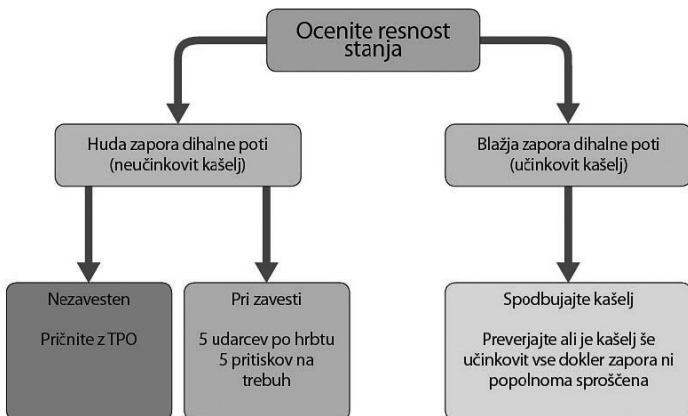 Ocenite resnost
stanja
Huda zapora dihalne poti
(neučinkovit kašelj)
Blažja zapora dihalne poti
(učinkovit kašelj)
Nezavesten
Pričnite z TPO
Pri zavesti
5 udarcev po hrbtu
5 pritiskov na
trebuh
Spodbujajte kašelj
Preverjajte ali je kašelj še
učinkovit vse dokler zapora ni
popolnoma sproščena